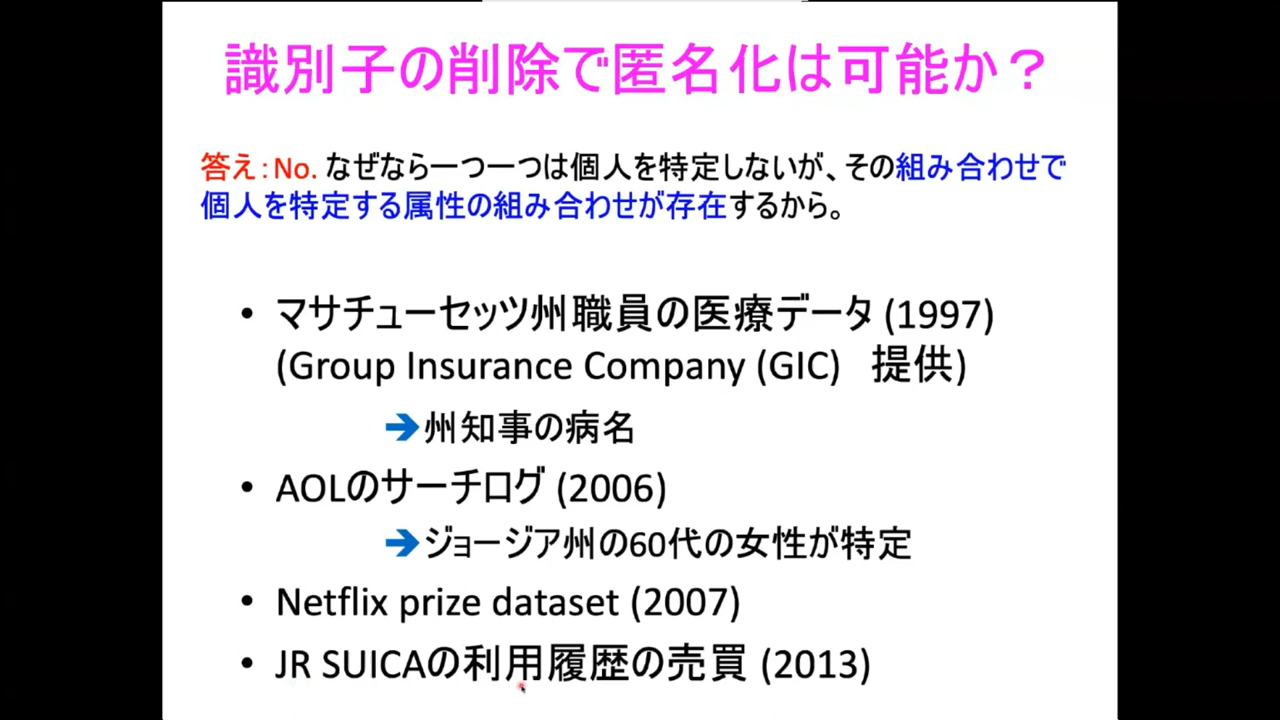 識別子の削除で匿名化は可能か？
答え：No. なぜなら一つ一つは個人を特定しないが、その組み合わせで
個人を特定する属性の組み合わせが存在するから。
• マサチューセッツ州職員の医療データ (1997)
(Group Insurance Company (GIC) 提供)
➔州知事の病名
• AOLのサーチログ (2006)
➔ジョージア州の60代の女性が特定
• Netflix prize dataset (2007)
• JR SUICAの利用履歴の売買 (2013)